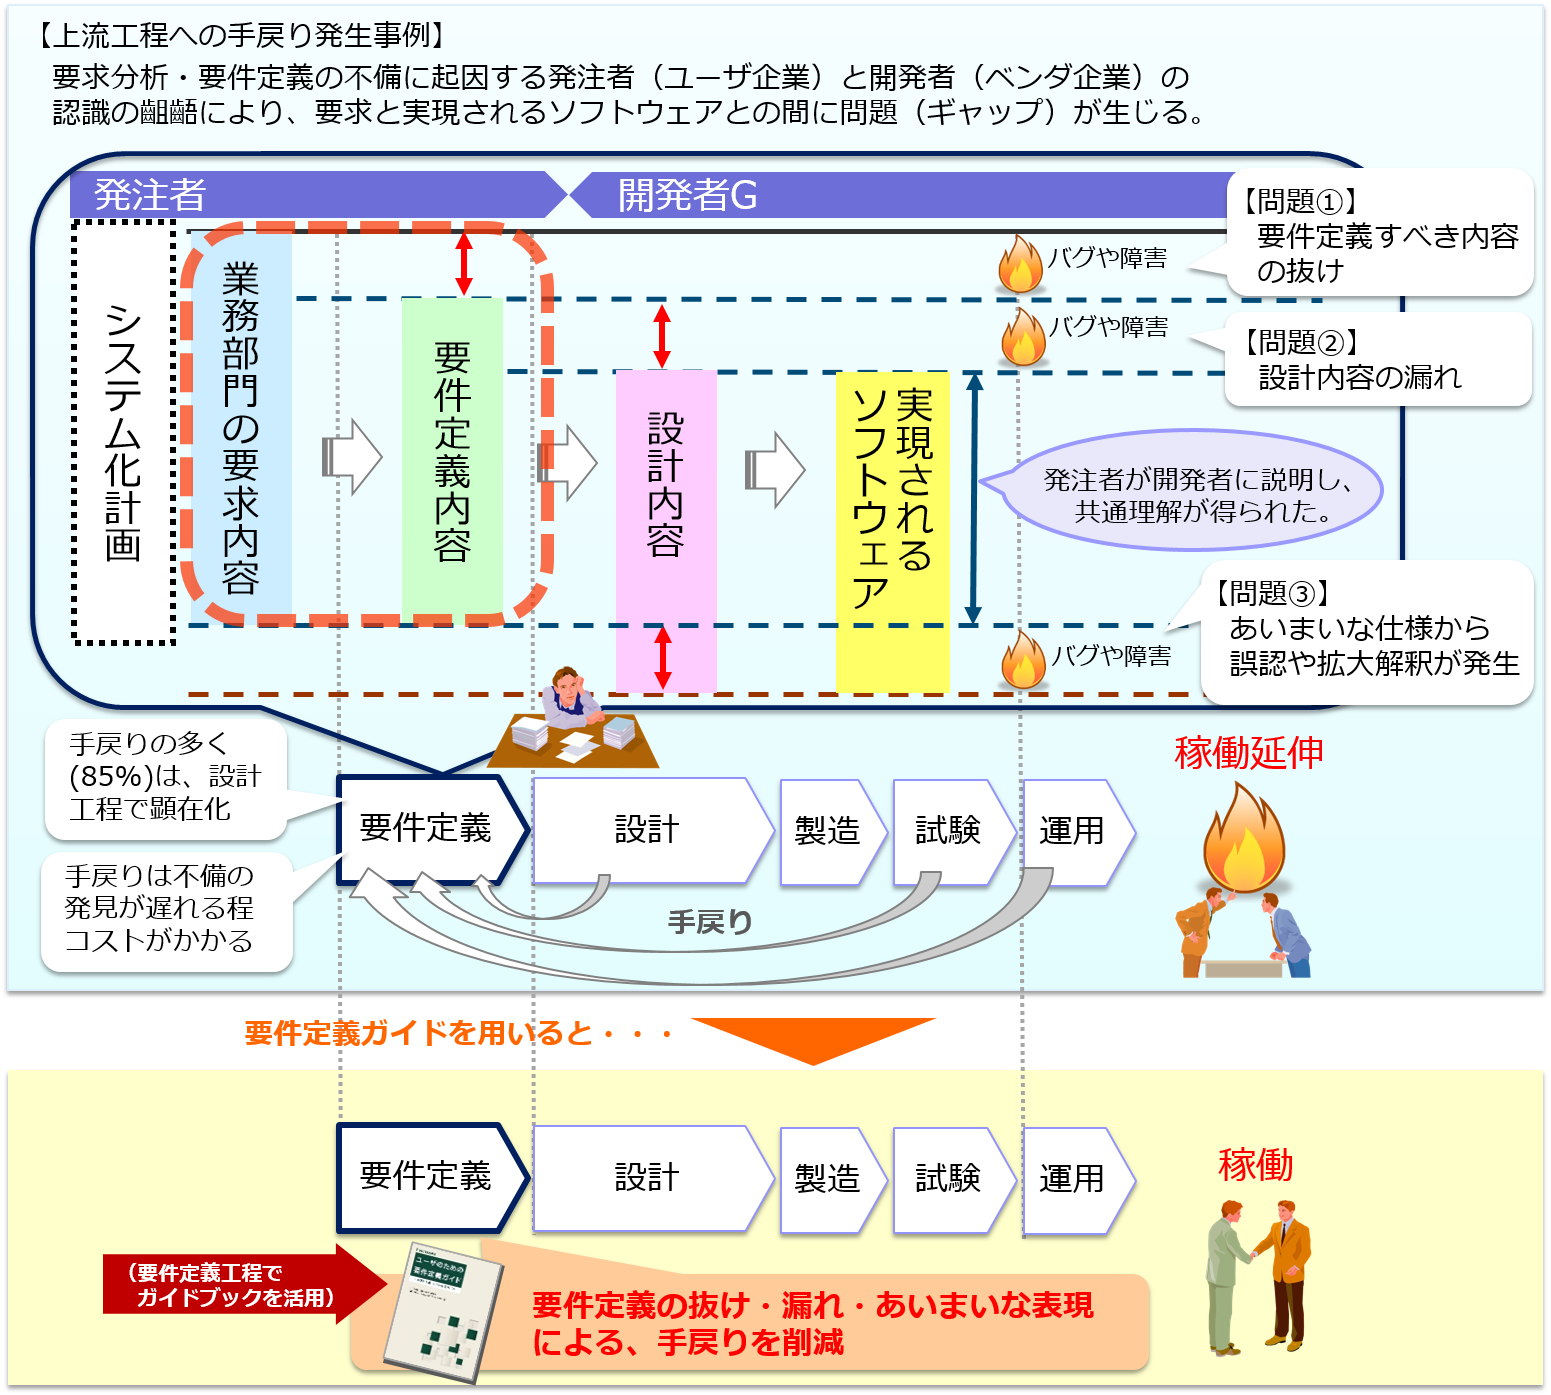 【上流工程への手戻り発生事例】
要求分析・要件定義の不備に起因する発注者（ユーザ企業）と開発者（ベンダ企業）の
認識の齟齬により、要求と実現されるソフトウェアとの間に問題（ギャップ）が生じる。
発注者
開発者G
システム化計画
業務部門の要求内容
要件定義内容
設計内容
実現される
ソフトウェア
バグや障害
【問題①】
要件定義すべき内容
の抜け
バグや障害
【問題②】
設計内容の漏れ
発注者が開発者に説明し、
共通理解が得られた。
バグや障害
【問題③】
あいまいな仕様から
誤認や拡大解釈が発生
手戻りの多く
(85%)は、設計
工程で顕在化
手戻りは不備の
発見が遅れる程
コストがかかる
要件定義
設計
製造
試験
運用
手戻り
稼働延伸
要件定義ガイドを用いると・・・
要件定義
設計
製造
試験
運用
稼働
（要件定義工程で
ガイドブックを活用）
ユーザのための
要件定義ガイド
要件定義の抜け・漏れ・あいまいな表現
による、手戻りを削減